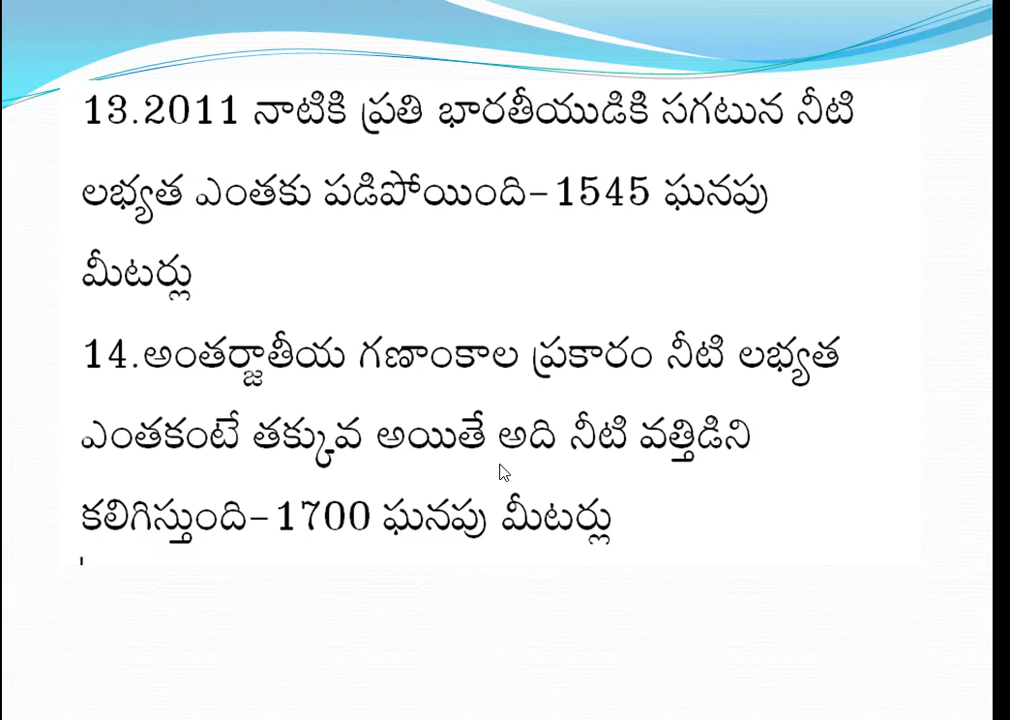 13.2011 నాటికి ప్రతి భారతీయుడికి సగటున నీటి
లభ్యత ఎంతకు పడిపోయింది-1545 ఘనపు
మీటర్లు
14.అంతర్జాతీయ గణాంకాల ప్రకారం నీటి లభ్యత
ఎంతకంటే తక్కువ అయితే అది నీటి వత్తిడిని
కలిగిస్తుంది-1700 ఘనపు మీటర్లు